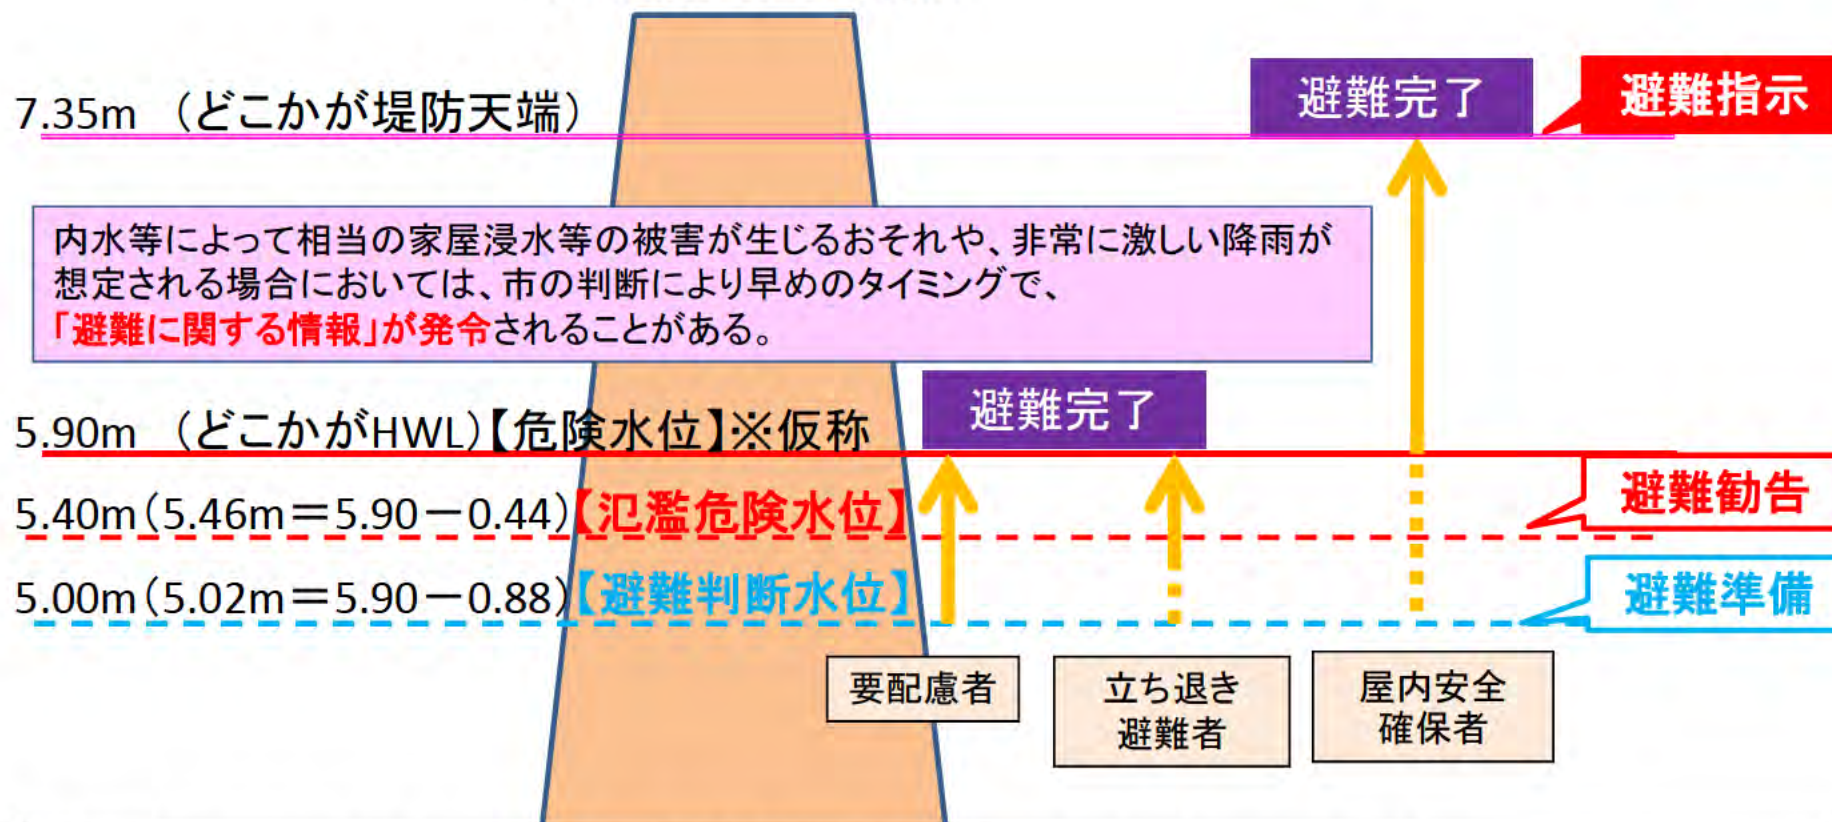 7.35m （どこかが堤防天端）
避難完了
避難指示
内水等によって相当の家屋浸水等の被害が生じるおそれや、非常に激しい降雨が
想定される場合においては、市の判断により早めのタイミングで、
「避難に関する情報」が発令されることがある。
5.90m （どこかがHWL）【危険水位】※仮称
避難完了
5.40m（5.46m＝5.90－0.44）【氾濫危険水位】
避難勧告
5.00m（5.02m＝5.90－0.88）【避難判断水位】
避難準備
要配慮者
立ち退き
避難者
屋内安全
確保者